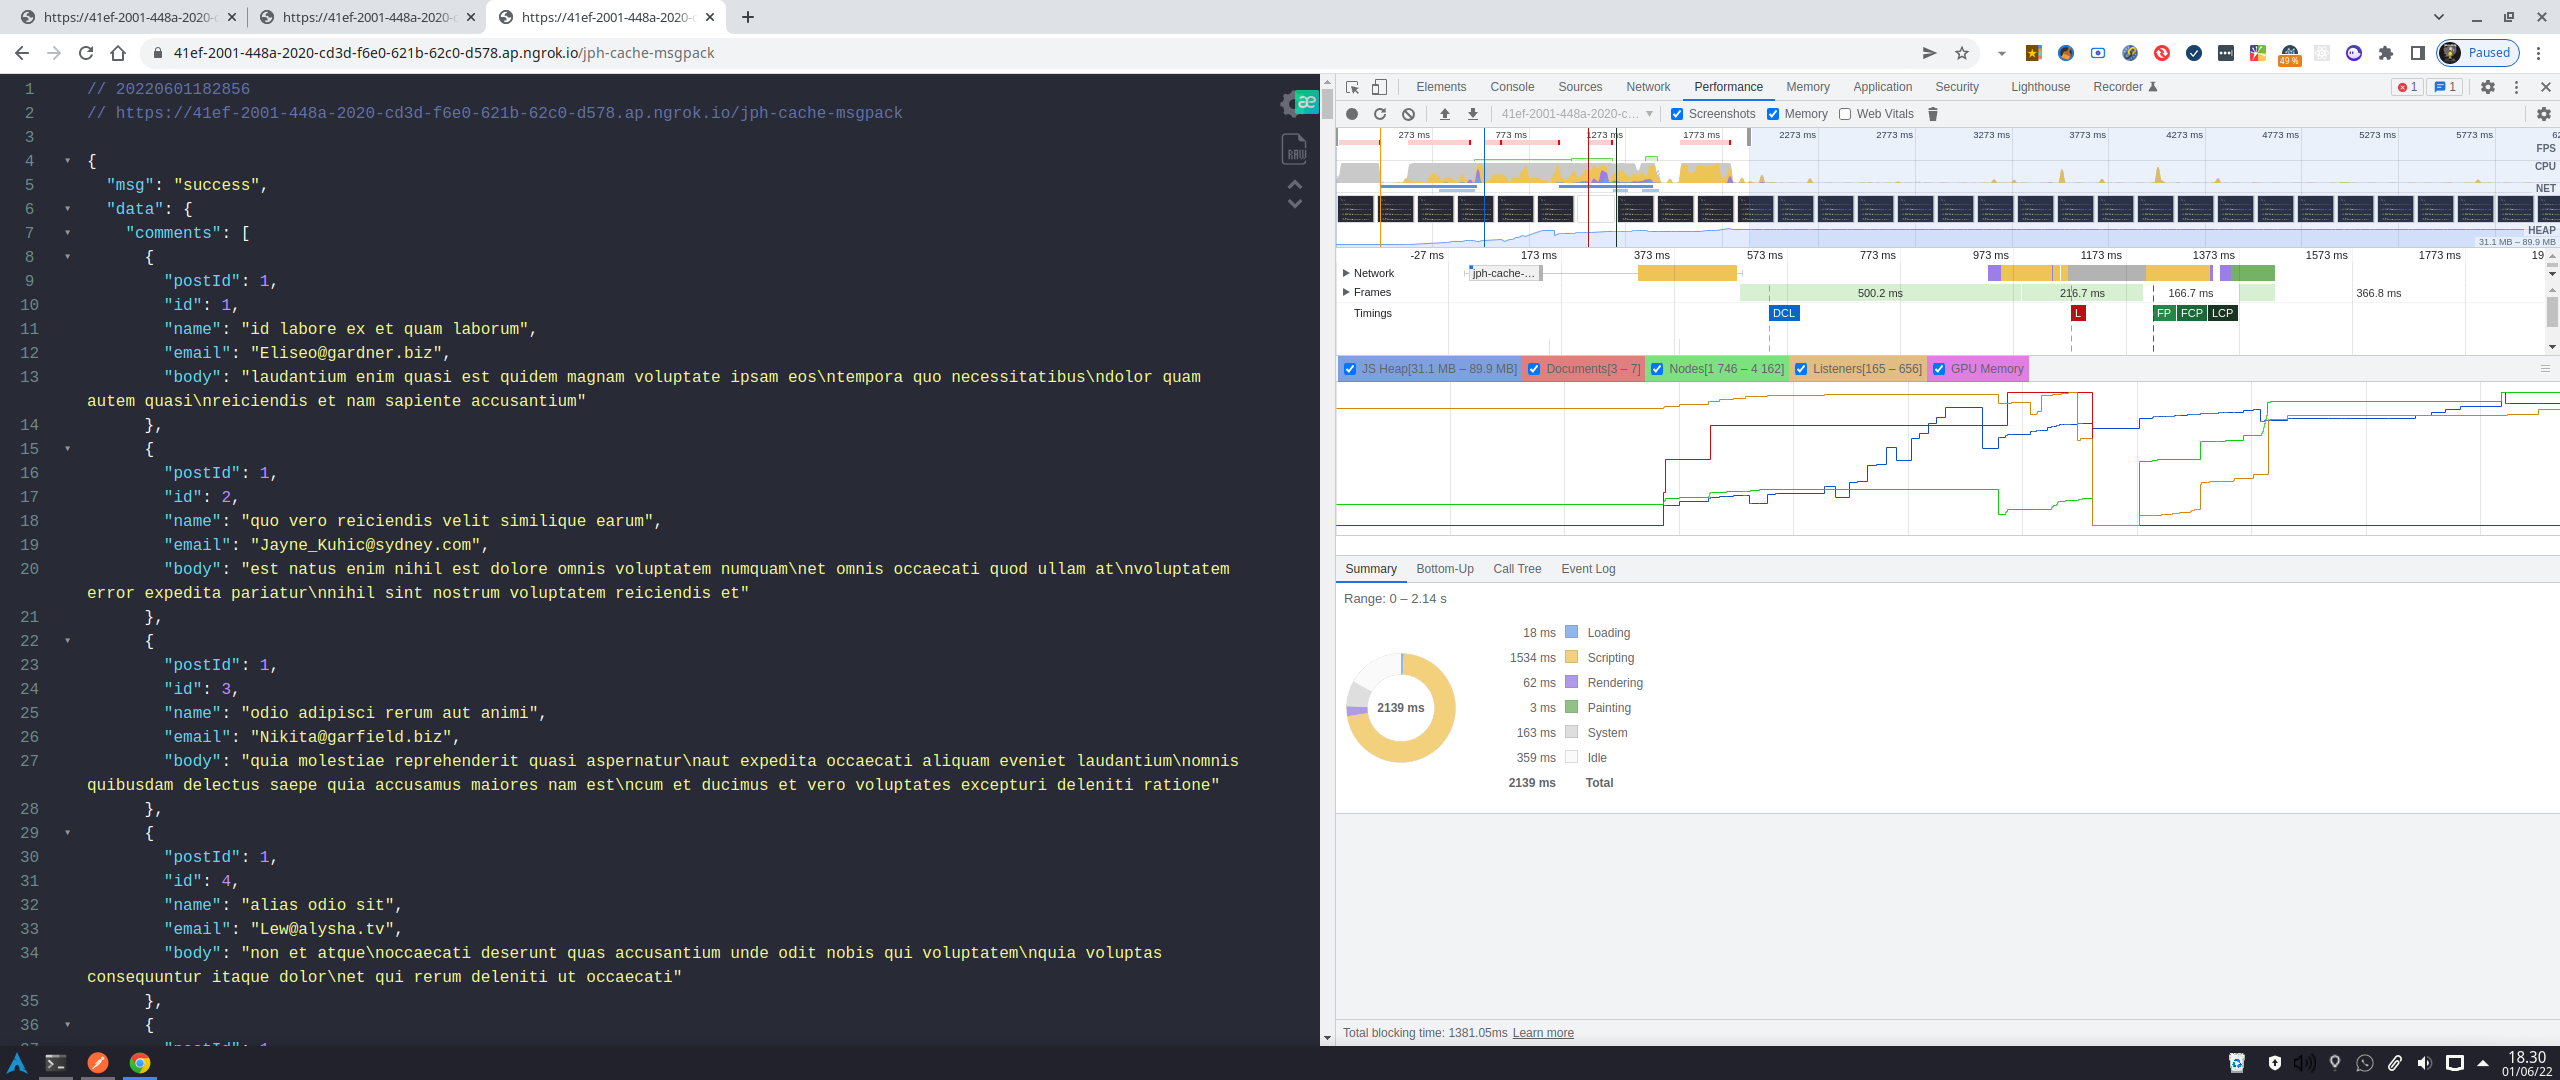 https://41ef-2001-448a-2020-c
https://41ef-2001-448a-2020-c
https://41ef-2001-448a-2020-c
41ef-2001-448a-2020-cd3d-f6e0-621b-62c0-d578.ap.ngrok.io/jph-cache-msgpack
49 %
Paused
1 // 20220601182856
2 // https://41ef-2001-448a-2020-cd3d-f6e0-621b-62c0-d578.ap.ngrok.io/jph-cache-msgpack
3
4 {
5 "msg": "success",
6 "data": {
7 "comments": [
8 {
9 "postId": 1,
10 "id": 1,
11 "name": "id labore ex et quam laborum",
12 "email": "Eliseo@gardner.biz",
13 "body": "laudantium enim quasi est quidem magnam voluptate ipsam eos\ntempora quo necessitatibus\ndolor quam
autem quasi\nreiciendis et nam sapiente accusantium"
14 },
15 {
16 "postId": 1,
17 "id": 2,
18 "name": "quo vero reiciendis velit similique earum",
19 "email": "Jayne_Kuhic@sydney.com",
20 "body": "est natus enim nihil est dolore omnis voluptatem numquam\net omnis occaecati quod ullam at\nvoluptatem
error expedita pariatur\nnihil sint nostrum voluptatem reiciendis et"
21 },
22 {
23 "postId": 1,
24 "id": 3,
25 "name": "odio adipisci rerum aut animi",
26 "email": "Nikita@garfield.biz",
27 "body": "quia molestiae reprehenderit quasi aspernatur\naut expedita occaecati aliquam eveniet laudantium\nomnis
quibusdam delectus saepe quia accusamus maiores nam est\ncum et ducimus et vero voluptates excepturi deleniti ratione"
28 },
29 {
30 "postId": 1,
31 "id": 4,
32 "name": "alias odio sit",
33 "email": "Lew@alysha.tv",
34 "body": "non et atque\noccaecati deserunt quas accusantium unde odit nobis qui voluptatem\nquia voluptas
consequuntur itaque dolor\net qui rerum deleniti ut occaecati"
35 },
36 {
æ
RAW
Elements Console Sources Network Performance Memory Application Security Lighthouse Recorder 1 1
41ef-2001-448a-2020-c... Screenshots Memory Web Vitals
273 ms 773 ms 1273 ms 1773 ms 2273 ms 2773 ms 3273 ms 3773 ms 4273 ms 4773 ms 5273 ms 5773 ms
FPS
CPU
NET
HEAP
31.1 MB – 89.9 MB
-27 ms 173 ms 373 ms 573 ms 773 ms 973 ms 1173 ms 1373 ms 1573 ms 1773 ms 19
Network jph-cache-...
Frames 500.2 ms 216.7 ms 166.7 ms 366.8 ms
Timings DCL L FP FCP LCP
JS Heap[31.1 MB – 89.9 MB] Documents[3 – 7] Nodes[1 746 – 4 162] Listeners[165 – 656] GPU Memory
Summary Bottom-Up Call Tree Event Log
Range: 0 – 2.14 s
2139 ms
18 ms Loading
1534 ms Scripting
62 ms Rendering
3 ms Painting
163 ms System
359 ms Idle
2139 ms Total
Total blocking time: 1381.05ms Learn more
18.30
01/06/22